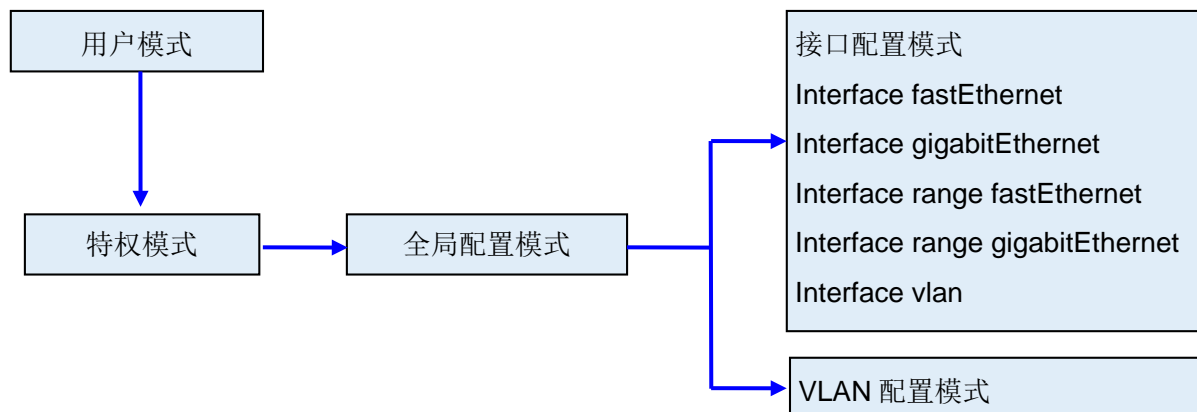 用户模式
特权模式
全局配置模式
接口配置模式
Interface fastEthernet
Interface gigabitEthernet
Interface range fastEthernet
Interface range gigabitEthernet
Interface vlan
VLAN 配置模式